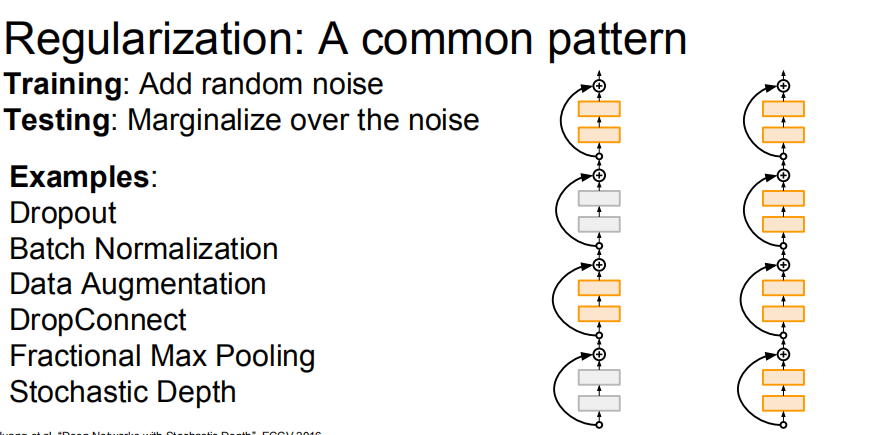 Regularization: A common pattern
Training: Add random noise
Testing: Marginalize over the noise
Examples:
Dropout
Batch Normalization
Data Augmentation
DropConnect
Fractional Max Pooling
Stochastic Depth
et al, "Deep Networks with Stochastic Depth", ECCV 2016